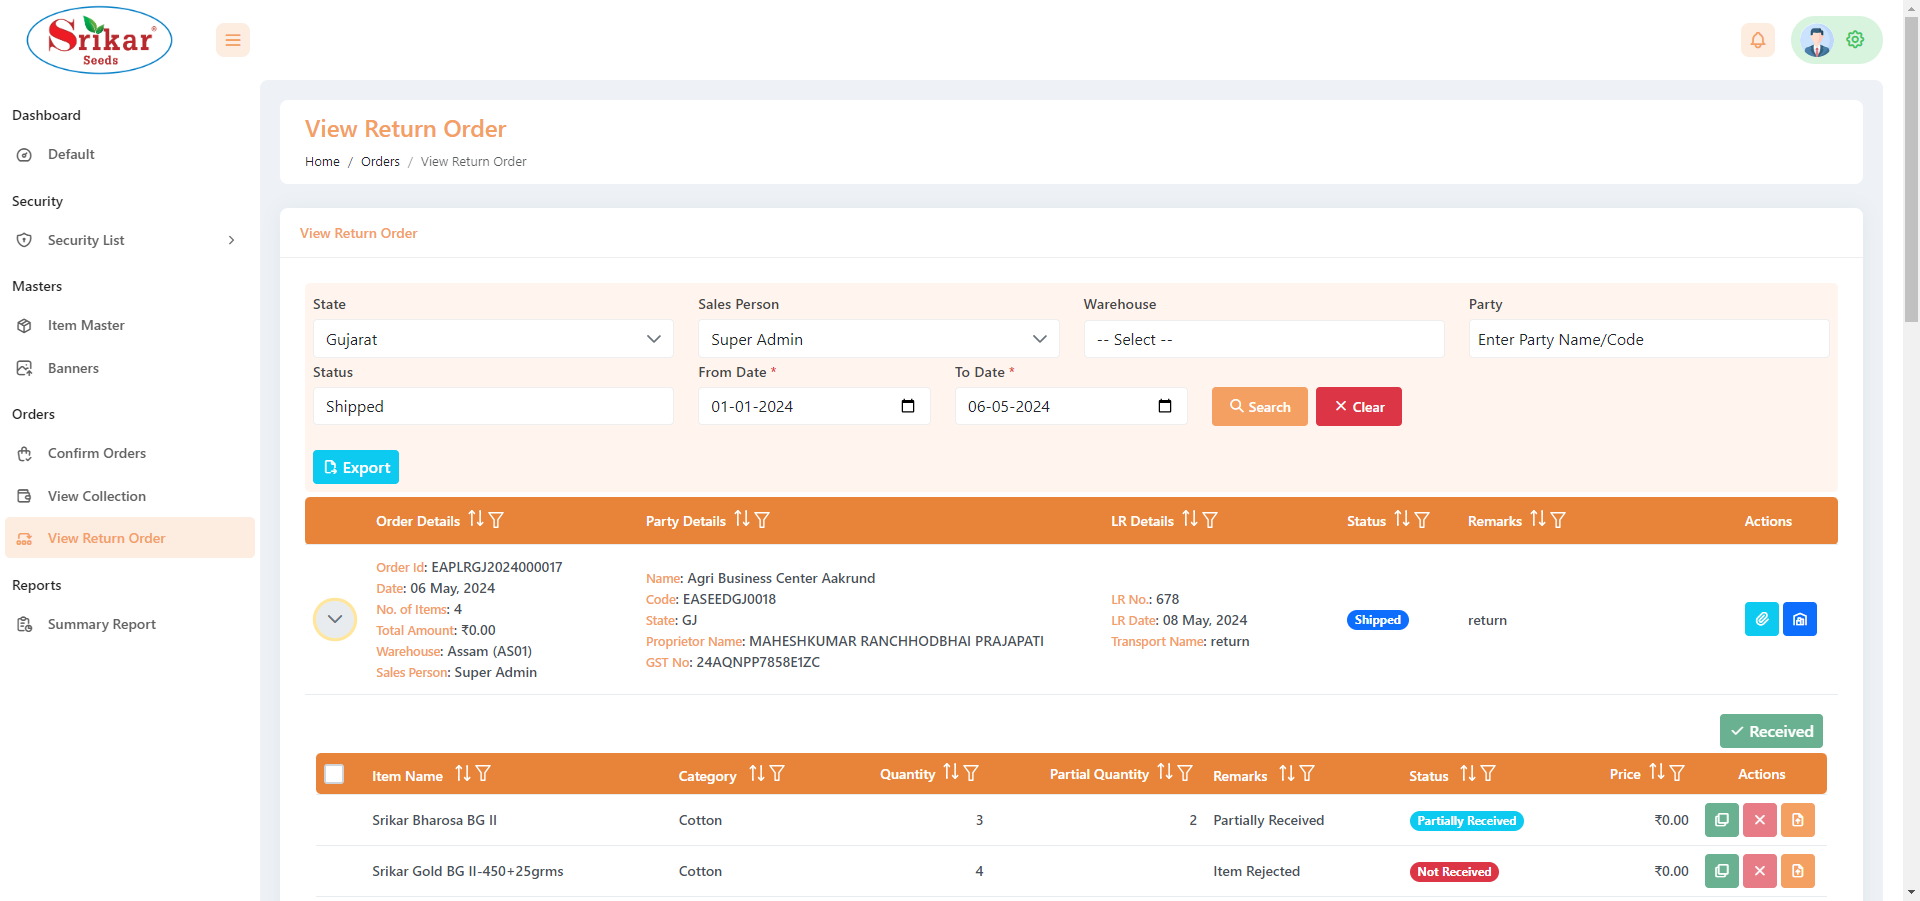 Srikar
Seeds
Dashboard
Default
Security
Security List
Masters
Item Master
Banners
Orders
Confirm Orders
View Collection
View Return Order
Reports
Summary Report
View Return Order
Home / Orders / View Return Order
View Return Order
State
Gujarat
Sales Person
Super Admin
Warehouse
-- Select --
Party
Enter Party Name/Code
Status
Shipped
From Date *
01-01-2024
To Date *
06-05-2024
Search
Clear
Export
Order Details
Party Details
LR Details
Status
Remarks
Actions
Order Id: EAPLRGJ2024000017
Date: 06 May, 2024
No. of Items: 4
Total Amount: ₹0.00
Warehouse: Assam (AS01)
Sales Person: Super Admin
Name: Agri Business Center Aakrund
Code: EASEEDGJ0018
State: GJ
Proprietor Name: MAHESHKUMAR RANCHHODBHAI PRAJAPATI
GST No: 24AQNPP7858E1ZC
LR No.: 678
LR Date: 08 May, 2024
Transport Name: return
Shipped
return
Received
Item Name
Category
Quantity
Partial Quantity
Remarks
Status
Price
Actions
Srikar Bharosa BG II
Cotton
3
2
Partially Received
Partially Received
₹0.00
Srikar Gold BG II-450+25grms
Cotton
4
Item Rejected
Not Received
₹0.00